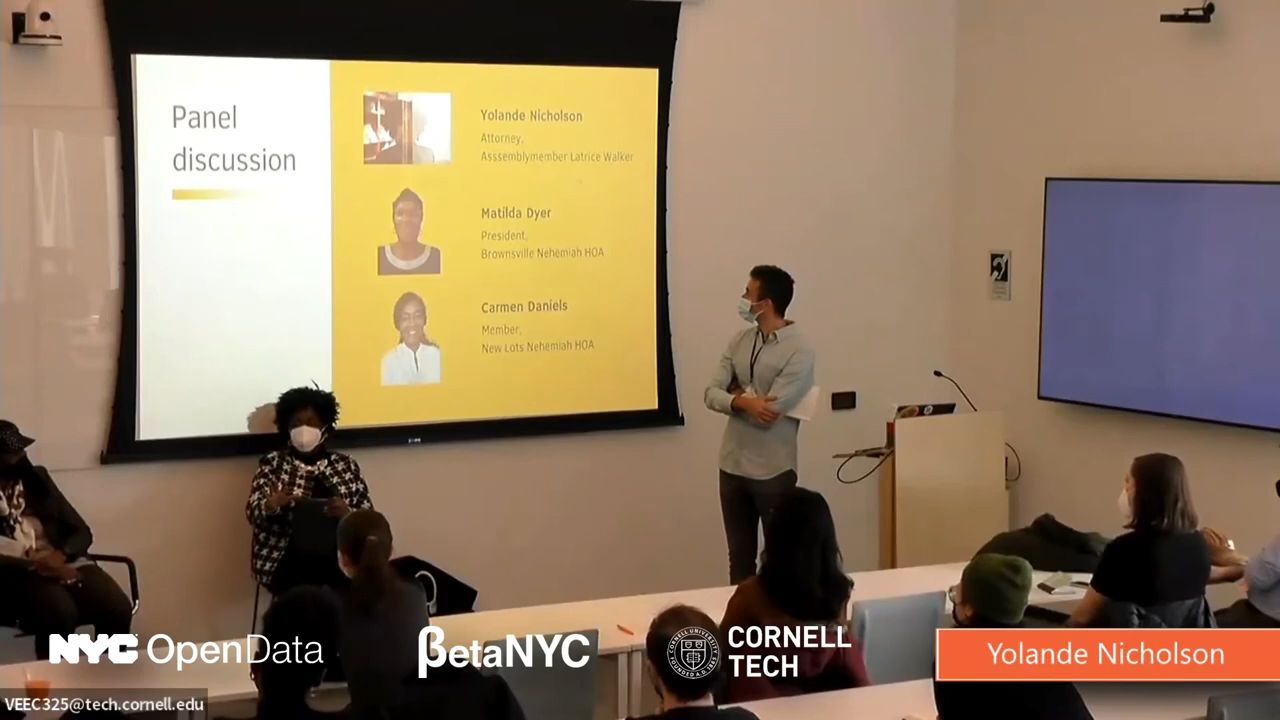 Panel
discussion
Yolande Nicholson
Attorney,
Asssemblymember Latrice Walker
Matilda Dyer
President,
Brownsville Nehemiah HOA
Carmen Daniels
Member,
New Lots Nehemiah HOA
NYC OpenData
βetaNYC
CORNELL
TECH
Yolande Nicholson
VEEC325@tech.cornell.edu